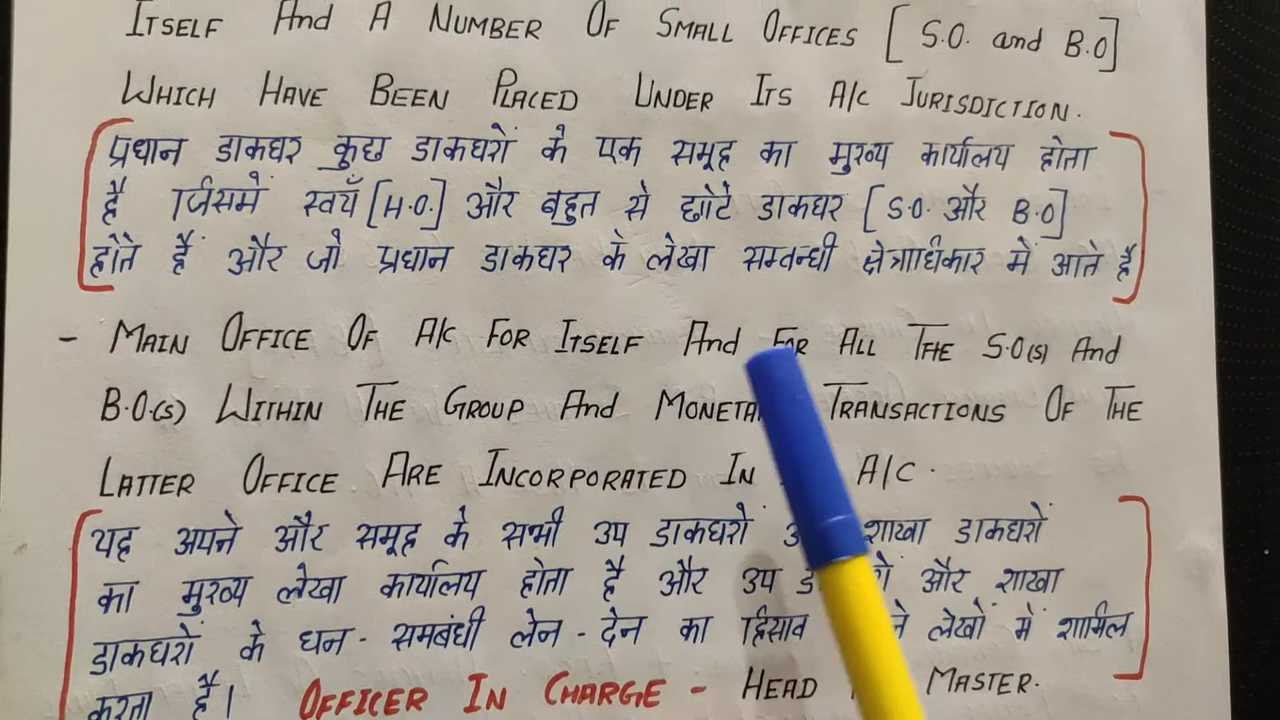 ITSELF AND A NUMBER OF SMALL OFFICES [S.O. and B.O]
WHICH HAVE BEEN PLACED UNDER ITS A/C JURISDICTION.
प्रधान डाकघर कुछ डाकघरों के एक समूह का मुख्य कार्यालय होता
है जिसमें स्वयँ [H.O.] और बहुत से छोटे डाकघर [S.O. और B.O]
होते हैं और जो प्रधान डाकघर के लेखा सम्वन्धी क्षेत्राधिकार में आते है
- MAIN OFFICE OF A/C FOR ITSELF AND FOR ALL THE S.O(S) AND
B.O.(S) WITHIN THE GROUP AND TRANSACTIONS OF THE
LATTER OFFICE ARE INCORPORATED IN A/C.
यह अपने और समूह के सभी उप डाकघरों शाखा डाकघरों
का मुख्य लेखा कार्यालय होता है और उप और शाखा
डाकघरों के धन - समबंधी लेन - देन का हिसाव लेखों में शामिल
करता है। OFFICER IN CHARGE - HEAD MASTER.